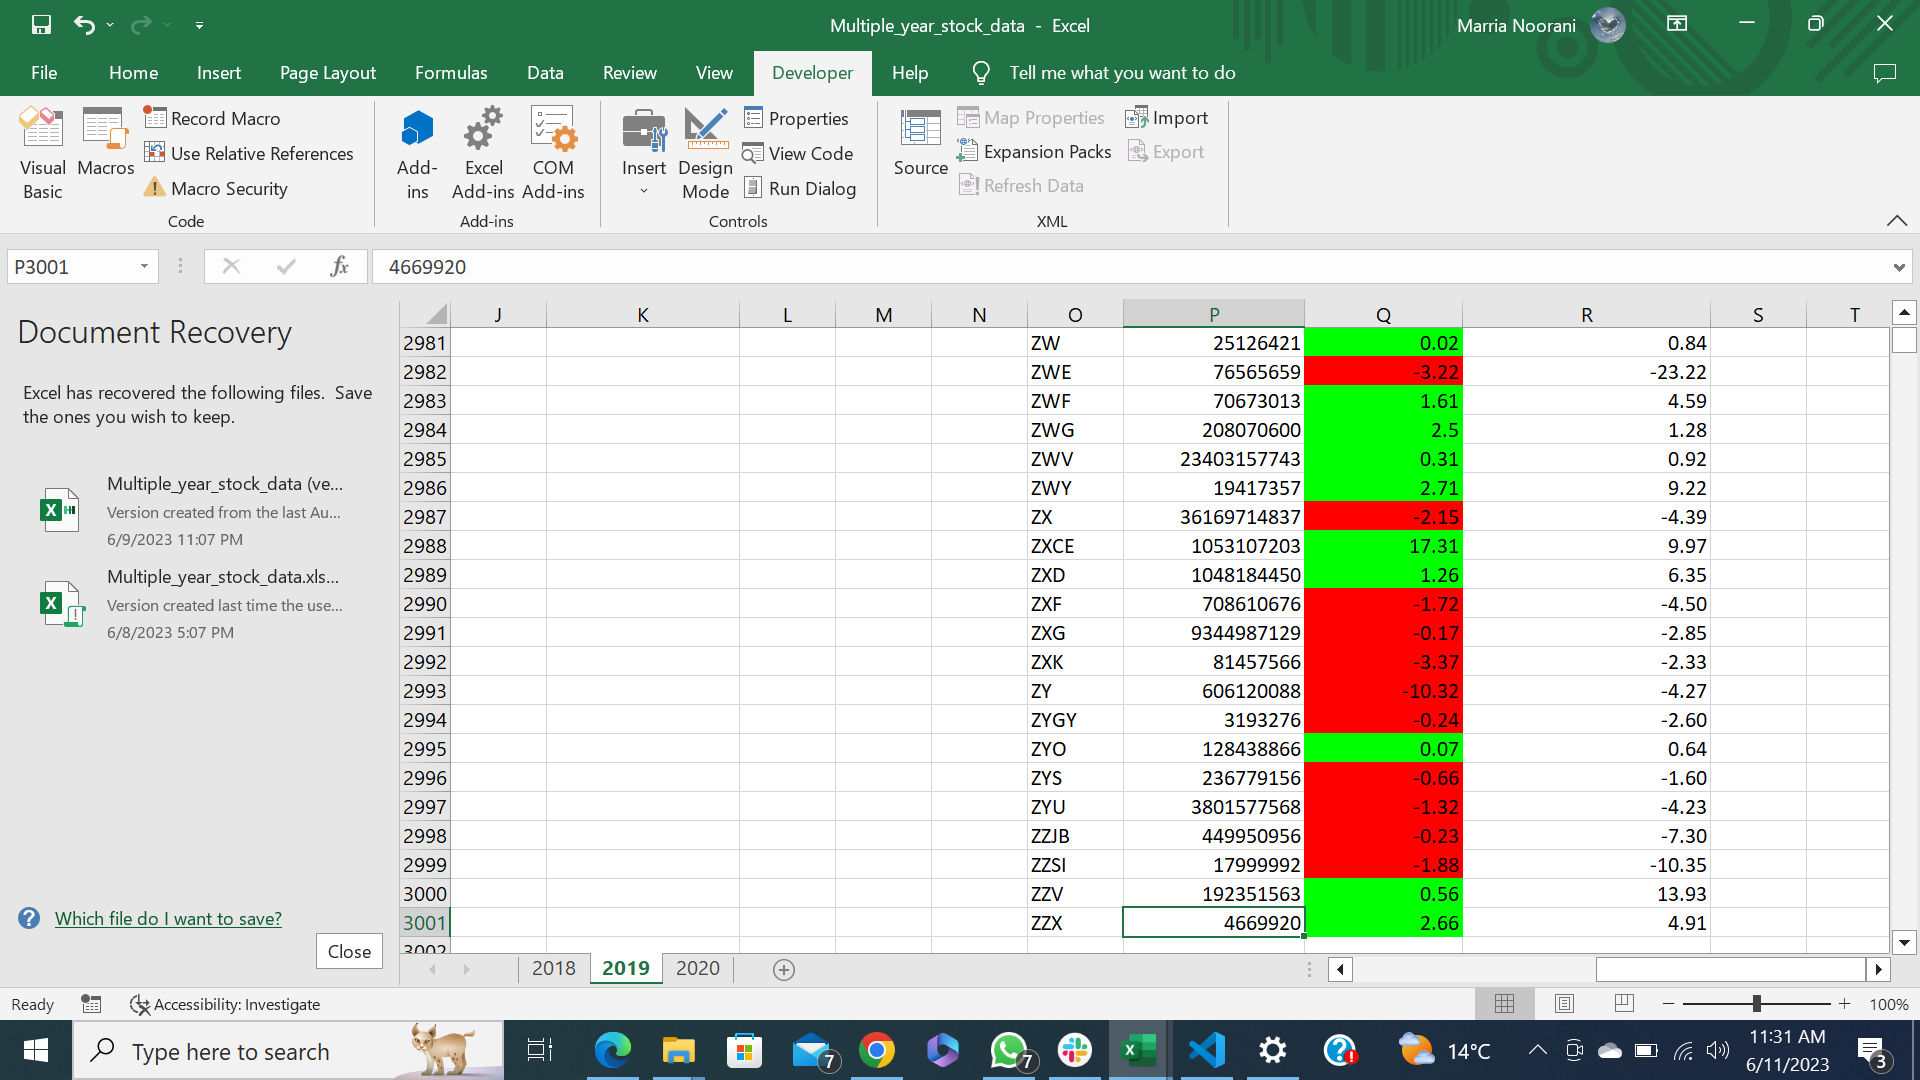 Multiple_year_stock_data - Excel
Marria Noorani
File Home Insert Page Layout Formulas Data Review View Developer Help Tell me what you want to do
Visual Basic
Macros
Record Macro
Use Relative References
Macro Security
Code
Add-ins
Excel Add-ins
COM Add-ins
Add-ins
Insert
Design Mode
Properties
View Code
Run Dialog
Controls
Source
Map Properties
Expansion Packs
Refresh Data
Import
Export
XML
P3001
fx
4669920
Document Recovery
Excel has recovered the following files. Save
the ones you wish to keep.
Multiple_year_stock_data (ve...
Version created from the last Au...
6/9/2023 11:07 PM
Multiple_year_stock_data.xls...
Version created last time the use...
6/8/2023 5:07 PM
? Which file do I want to save?
Close
J K L M N O P Q R S T
2981 ZW 25126421 0.02 0.84
2982 ZWE 76565659 -3.22 -23.22
2983 ZWF 70673013 1.61 4.59
2984 ZWG 208070600 2.5 1.28
2985 ZWV 23403157743 0.31 0.92
2986 ZWY 19417357 2.71 9.22
2987 ZX 36169714837 -2.15 -4.39
2988 ZXCE 1053107203 17.31 9.97
2989 ZXD 1048184450 1.26 6.35
2990 ZXF 708610676 -1.72 -4.50
2991 ZXG 9344987129 -0.17 -2.85
2992 ZXK 81457566 -3.37 -2.33
2993 ZY 606120088 -10.32 -4.27
2994 ZYGY 3193276 -0.24 -2.60
2995 ZYO 128438866 0.07 0.64
2996 ZYS 236779156 -0.66 -1.60
2997 ZYU 3801577568 -1.32 -4.23
2998 ZZJB 449950956 -0.23 -7.30
2999 ZZSI 17999992 -1.88 -10.35
3000 ZZV 192351563 0.56 13.93
3001 ZZX 4669920 2.66 4.91
3002
2018 2019 2020
Ready
Accessibility: Investigate
100%
Type here to search
7
7
14°C
11:31 AM
6/11/2023
3